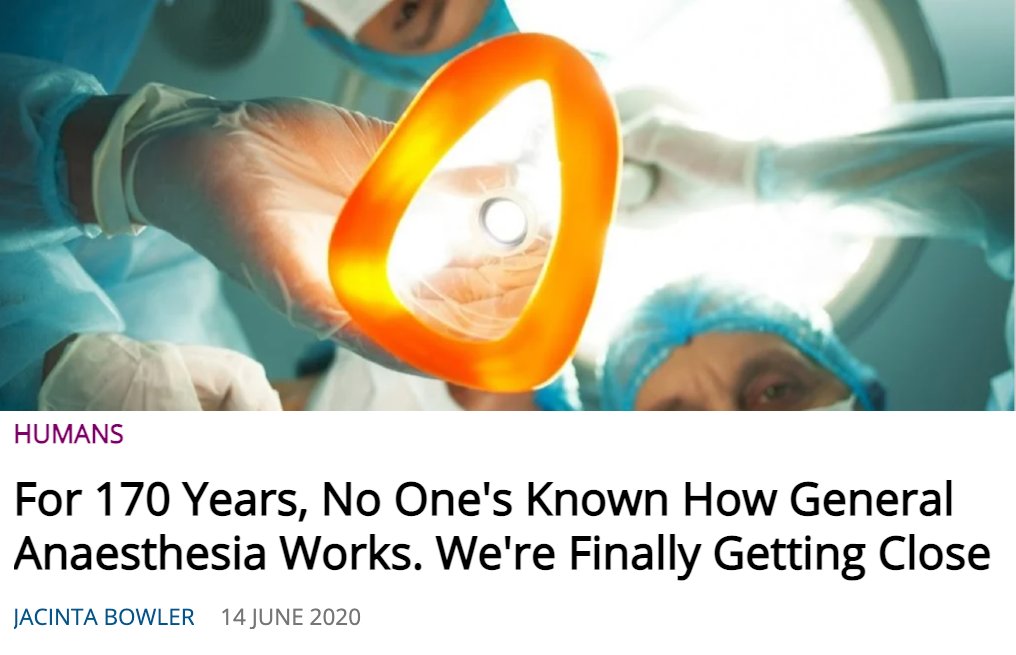 HUMANS
For 170 Years, No One's Known How General
Anaesthesia Works. We're Finally Getting Close
JACINTA BOWLER 14 JUNE 2020